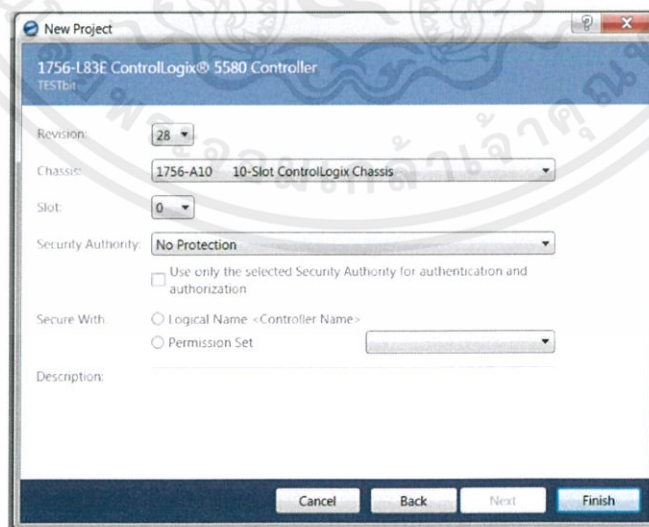 New Project
1756-L83E ControlLogix® 5580 Controller
TESTbit
Revision: 28
Chassis: 1756-A10 10-Slot ControlLogix Chassis
Slot: 0
Security Authority: No Protection
Use only the selected Security Authority for authentication and
authorization
Secure With: Logical Name <Controller Name>
Permission Set
Description:
Cancel Back Next Finish